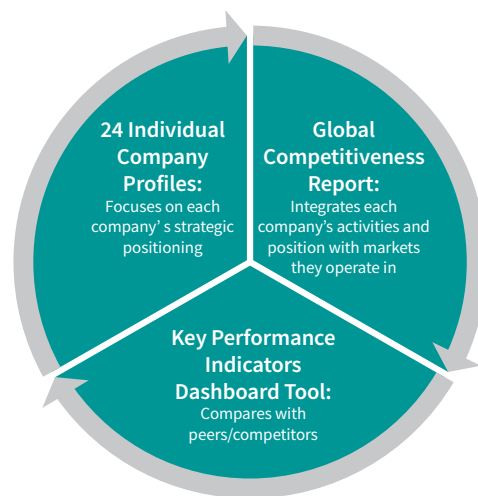 24 Individual
Company
Profiles:
Focuses on each
company’ s strategic
positioning
Global
Competitiveness
Report:
Integrates each
company’s activities and
position with markets
they operate in
Key Performance
Indicators
Dashboard Tool:
Compares with
peers/competitors